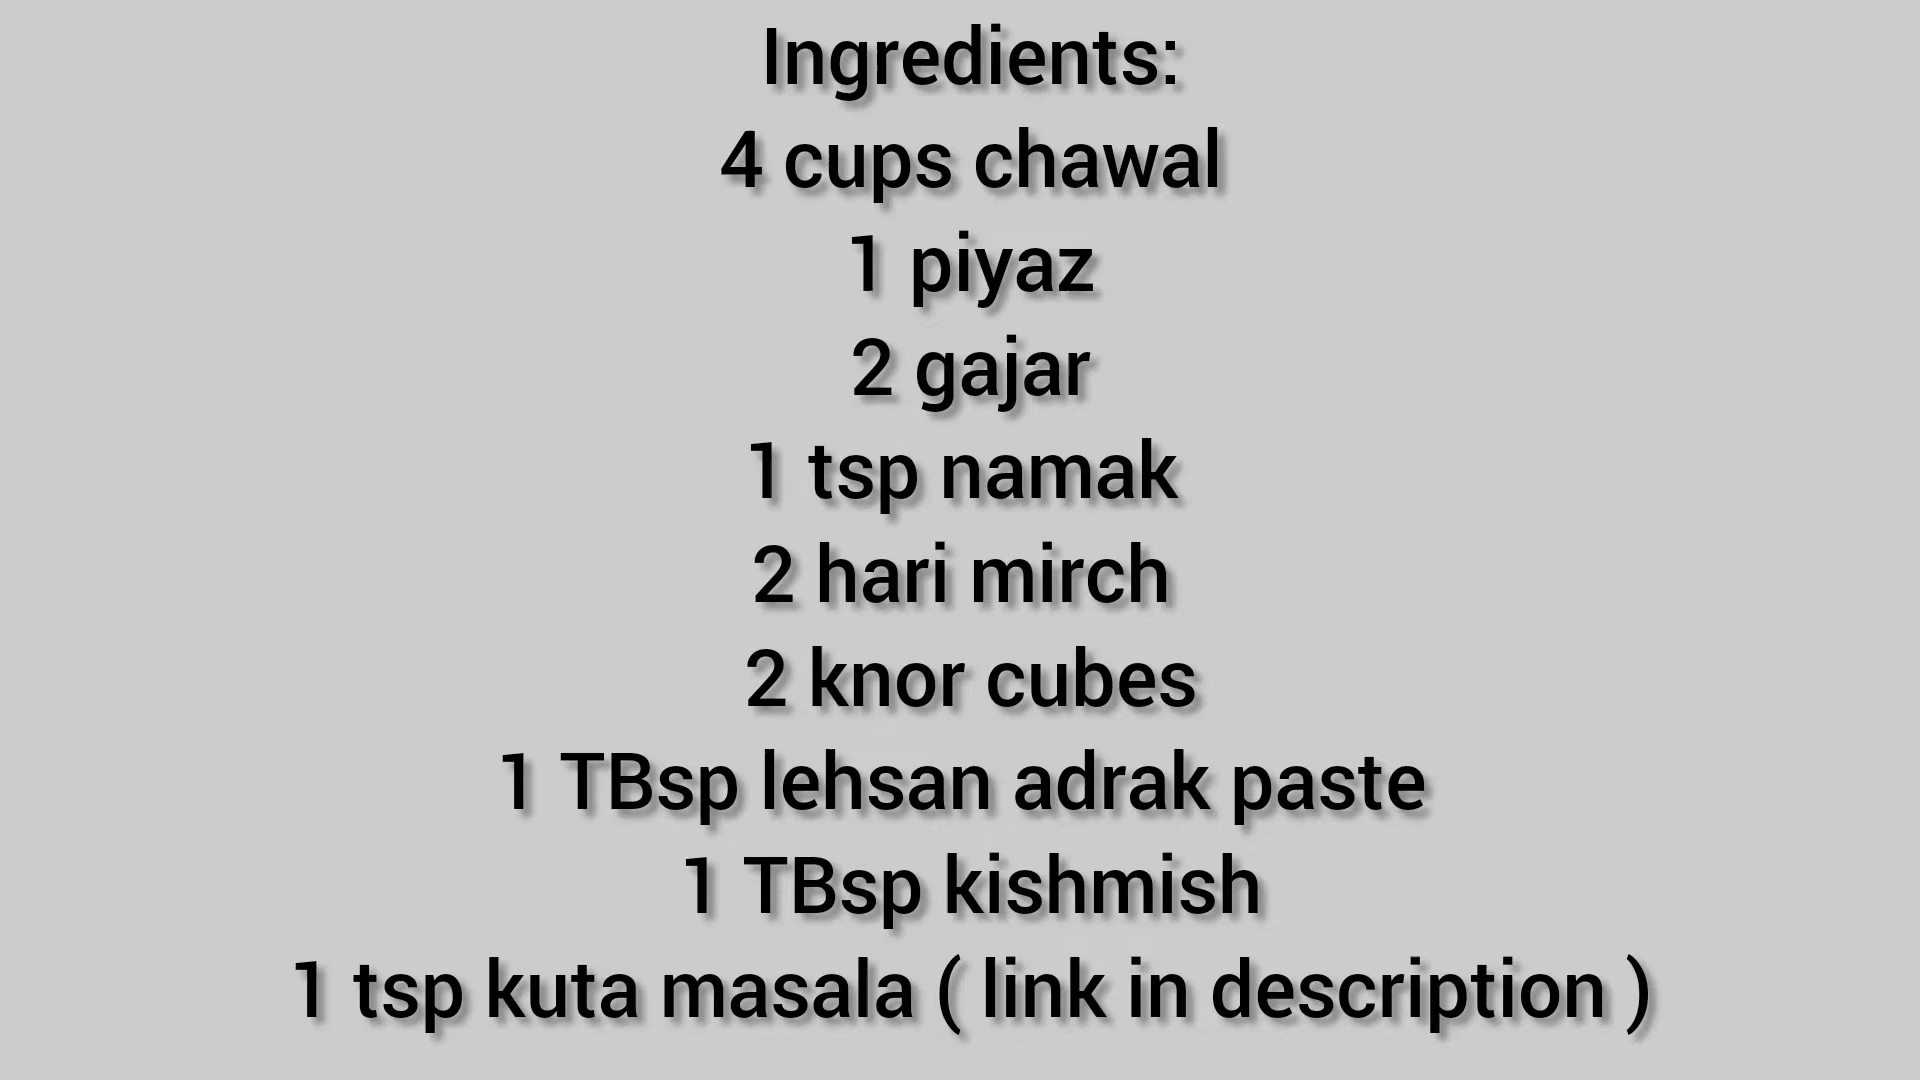 Ingredients:
4 cups chawal
1 piyaz
2 gajar
1 tsp namak
2 hari mirch
2 knor cubes
1 TBsp lehsan adrak paste
1 TBsp kishmish
1 tsp kuta masala ( link in description )